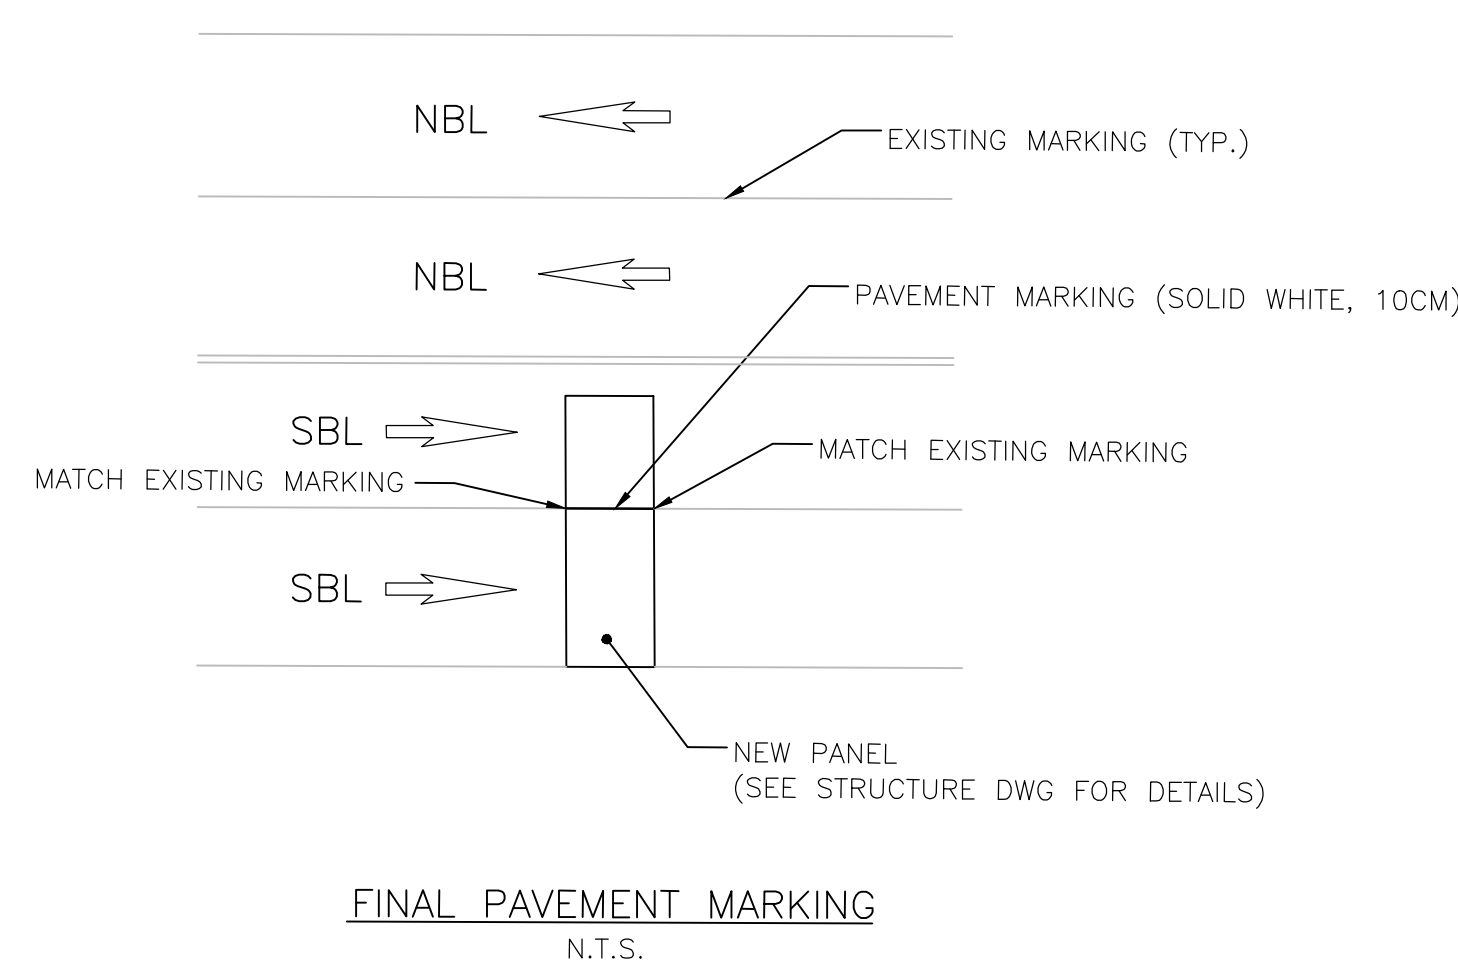 NBL
EXISTING MARKING (TYP.)
NBL
PAVEMENT MARKING (SOLID WHITE, 10CM)
SBL
MATCH EXISTING MARKING
MATCH EXISTING MARKING
SBL
NEW PANEL
(SEE STRUCTURE DWG FOR DETAILS)
FINAL PAVEMENT MARKING
N.T.S.